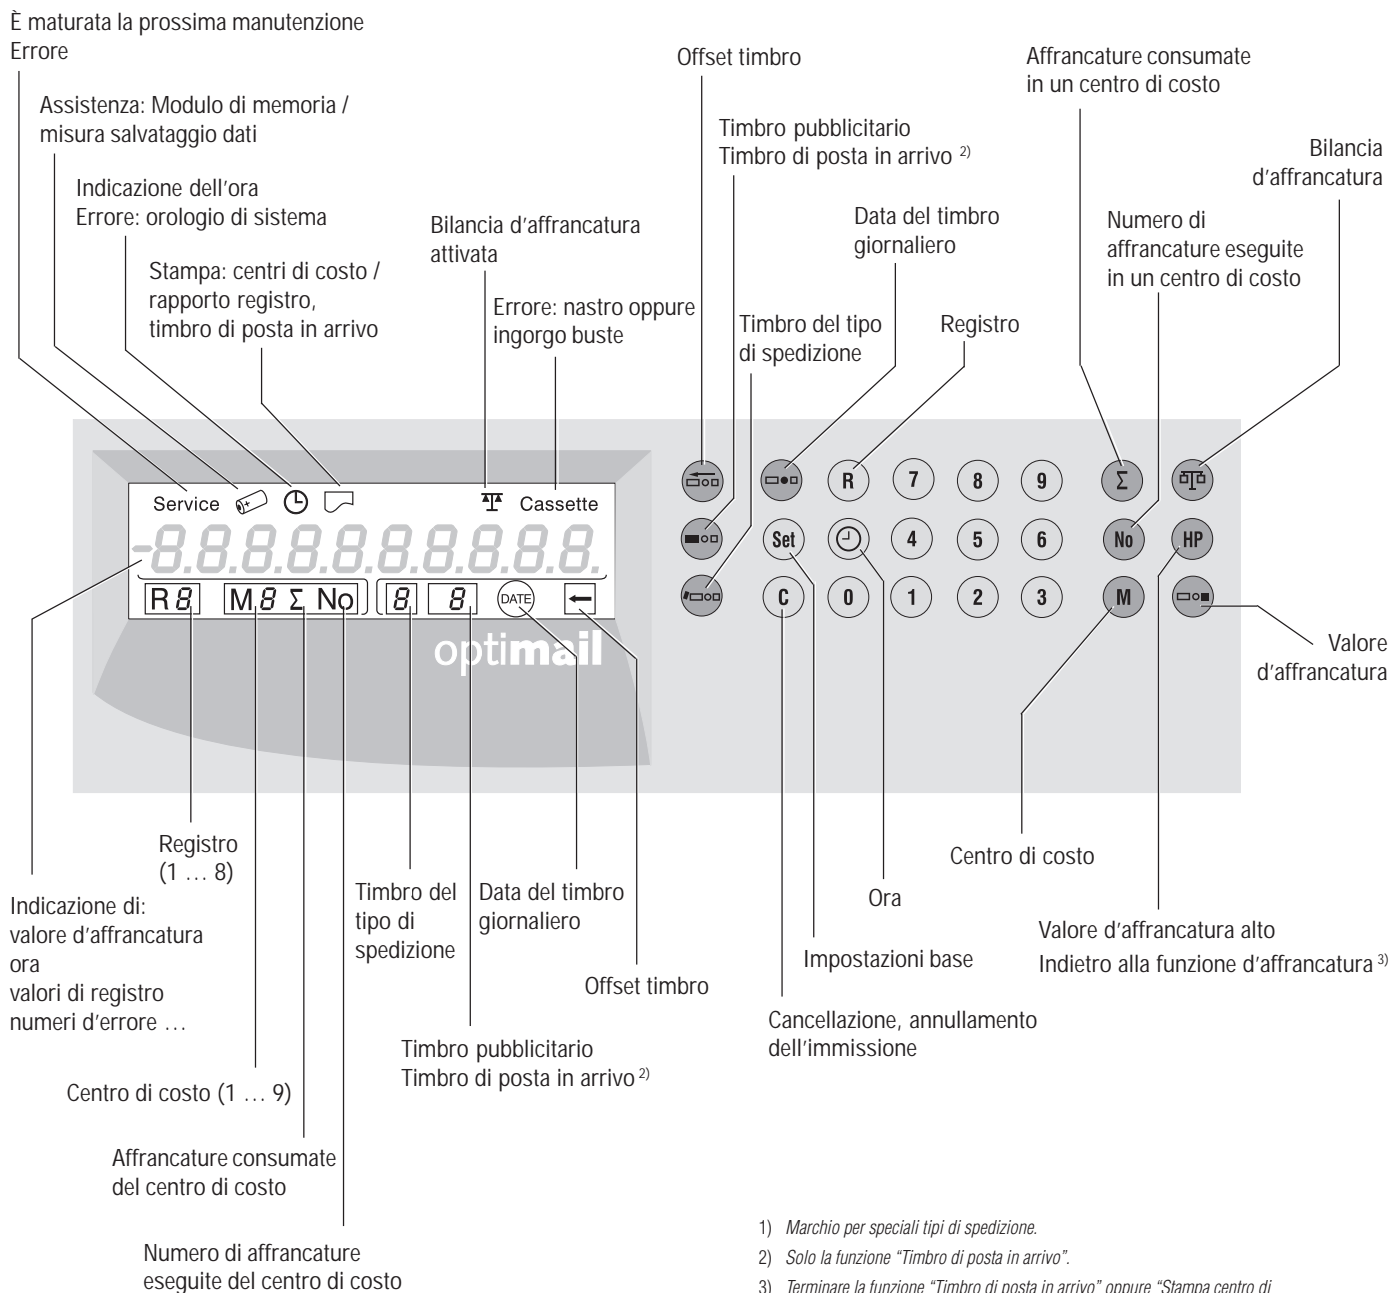 È maturata la prossima manutenzione
Errore
Assistenza: Modulo di memoria /
misura salvataggio dati
Indicazione dell'ora
Errore: orologio di sistema
Stampa: centri di costo /
rapporto registro,
timbro di posta in arrivo
Bilancia d'affrancatura
attivata
Errore: nastro oppure
ingorgo buste
Offset timbro
Timbro pubblicitario
Timbro di posta in arrivo 2)
Timbro del tipo
di spedizione
Data del timbro
giornaliero
Registro
Affrancature consumate
in un centro di costo
Numero di
affrancature eseguite
in un centro di costo
Bilancia
d'affrancatura
Service
Cassette
-8.8.8.8.8.8.8.8.8.8.8.
R8 M8 Σ No 8 8 DATE
optimail
R 7 8 9 Σ
Set 4 5 6 No HP
C 0 1 2 3 M
Valore
d'affrancatura
Registro
(1 … 8)
Indicazione di:
valore d'affrancatura
ora
valori di registro
numeri d'errore …
Centro di costo (1 … 9)
Affrancature consumate
del centro di costo
Numero di affrancature
eseguite del centro di costo
Timbro del
tipo di
spedizione
Data del timbro
giornaliero
Offset timbro
Timbro pubblicitario
Timbro di posta in arrivo 2)
Centro di costo
Ora
Impostazioni base
Cancellazione, annullamento
dell'immissione
Valore d'affrancatura alto
Indietro alla funzione d'affrancatura 3)
1) Marchio per speciali tipi di spedizione.
2) Solo la funzione “Timbro di posta in arrivo”.
3) Terminare la funzione “Timbro di posta in arrivo” oppure “Stampa centro di